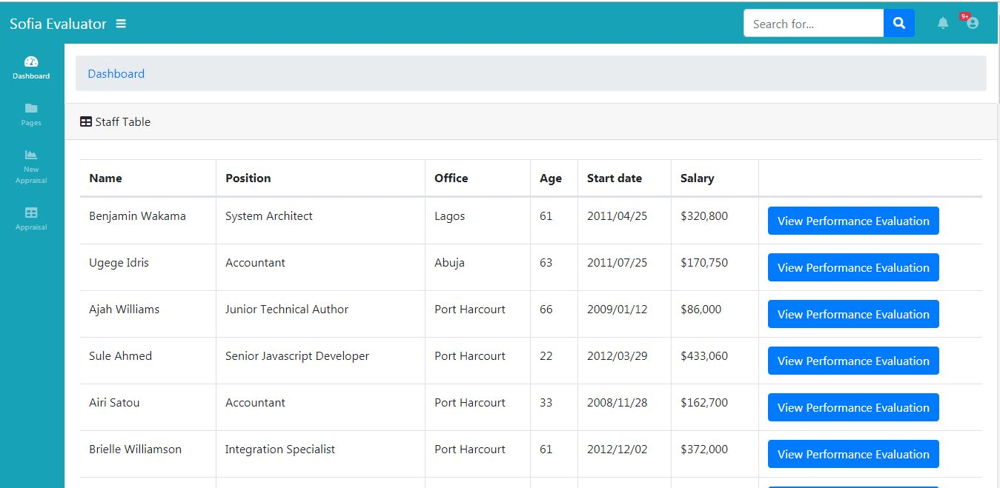 Sofia Evaluator
Search for...
9+
Dashboard
Pages
New
Appraisal
Appraisal
Dashboard
Staff Table
Name Position Office Age Start date Salary
Benjamin Wakama System Architect Lagos 61 2011/04/25 $320,800 View Performance Evaluation
Ugege Idris Accountant Abuja 63 2011/07/25 $170,750 View Performance Evaluation
Ajah Williams Junior Technical Author Port Harcourt 66 2009/01/12 $86,000 View Performance Evaluation
Sule Ahmed Senior Javascript Developer Port Harcourt 22 2012/03/29 $433,060 View Performance Evaluation
Airi Satou Accountant Port Harcourt 33 2008/11/28 $162,700 View Performance Evaluation
Brielle Williamson Integration Specialist Port Harcourt 61 2012/12/02 $372,000 View Performance Evaluation